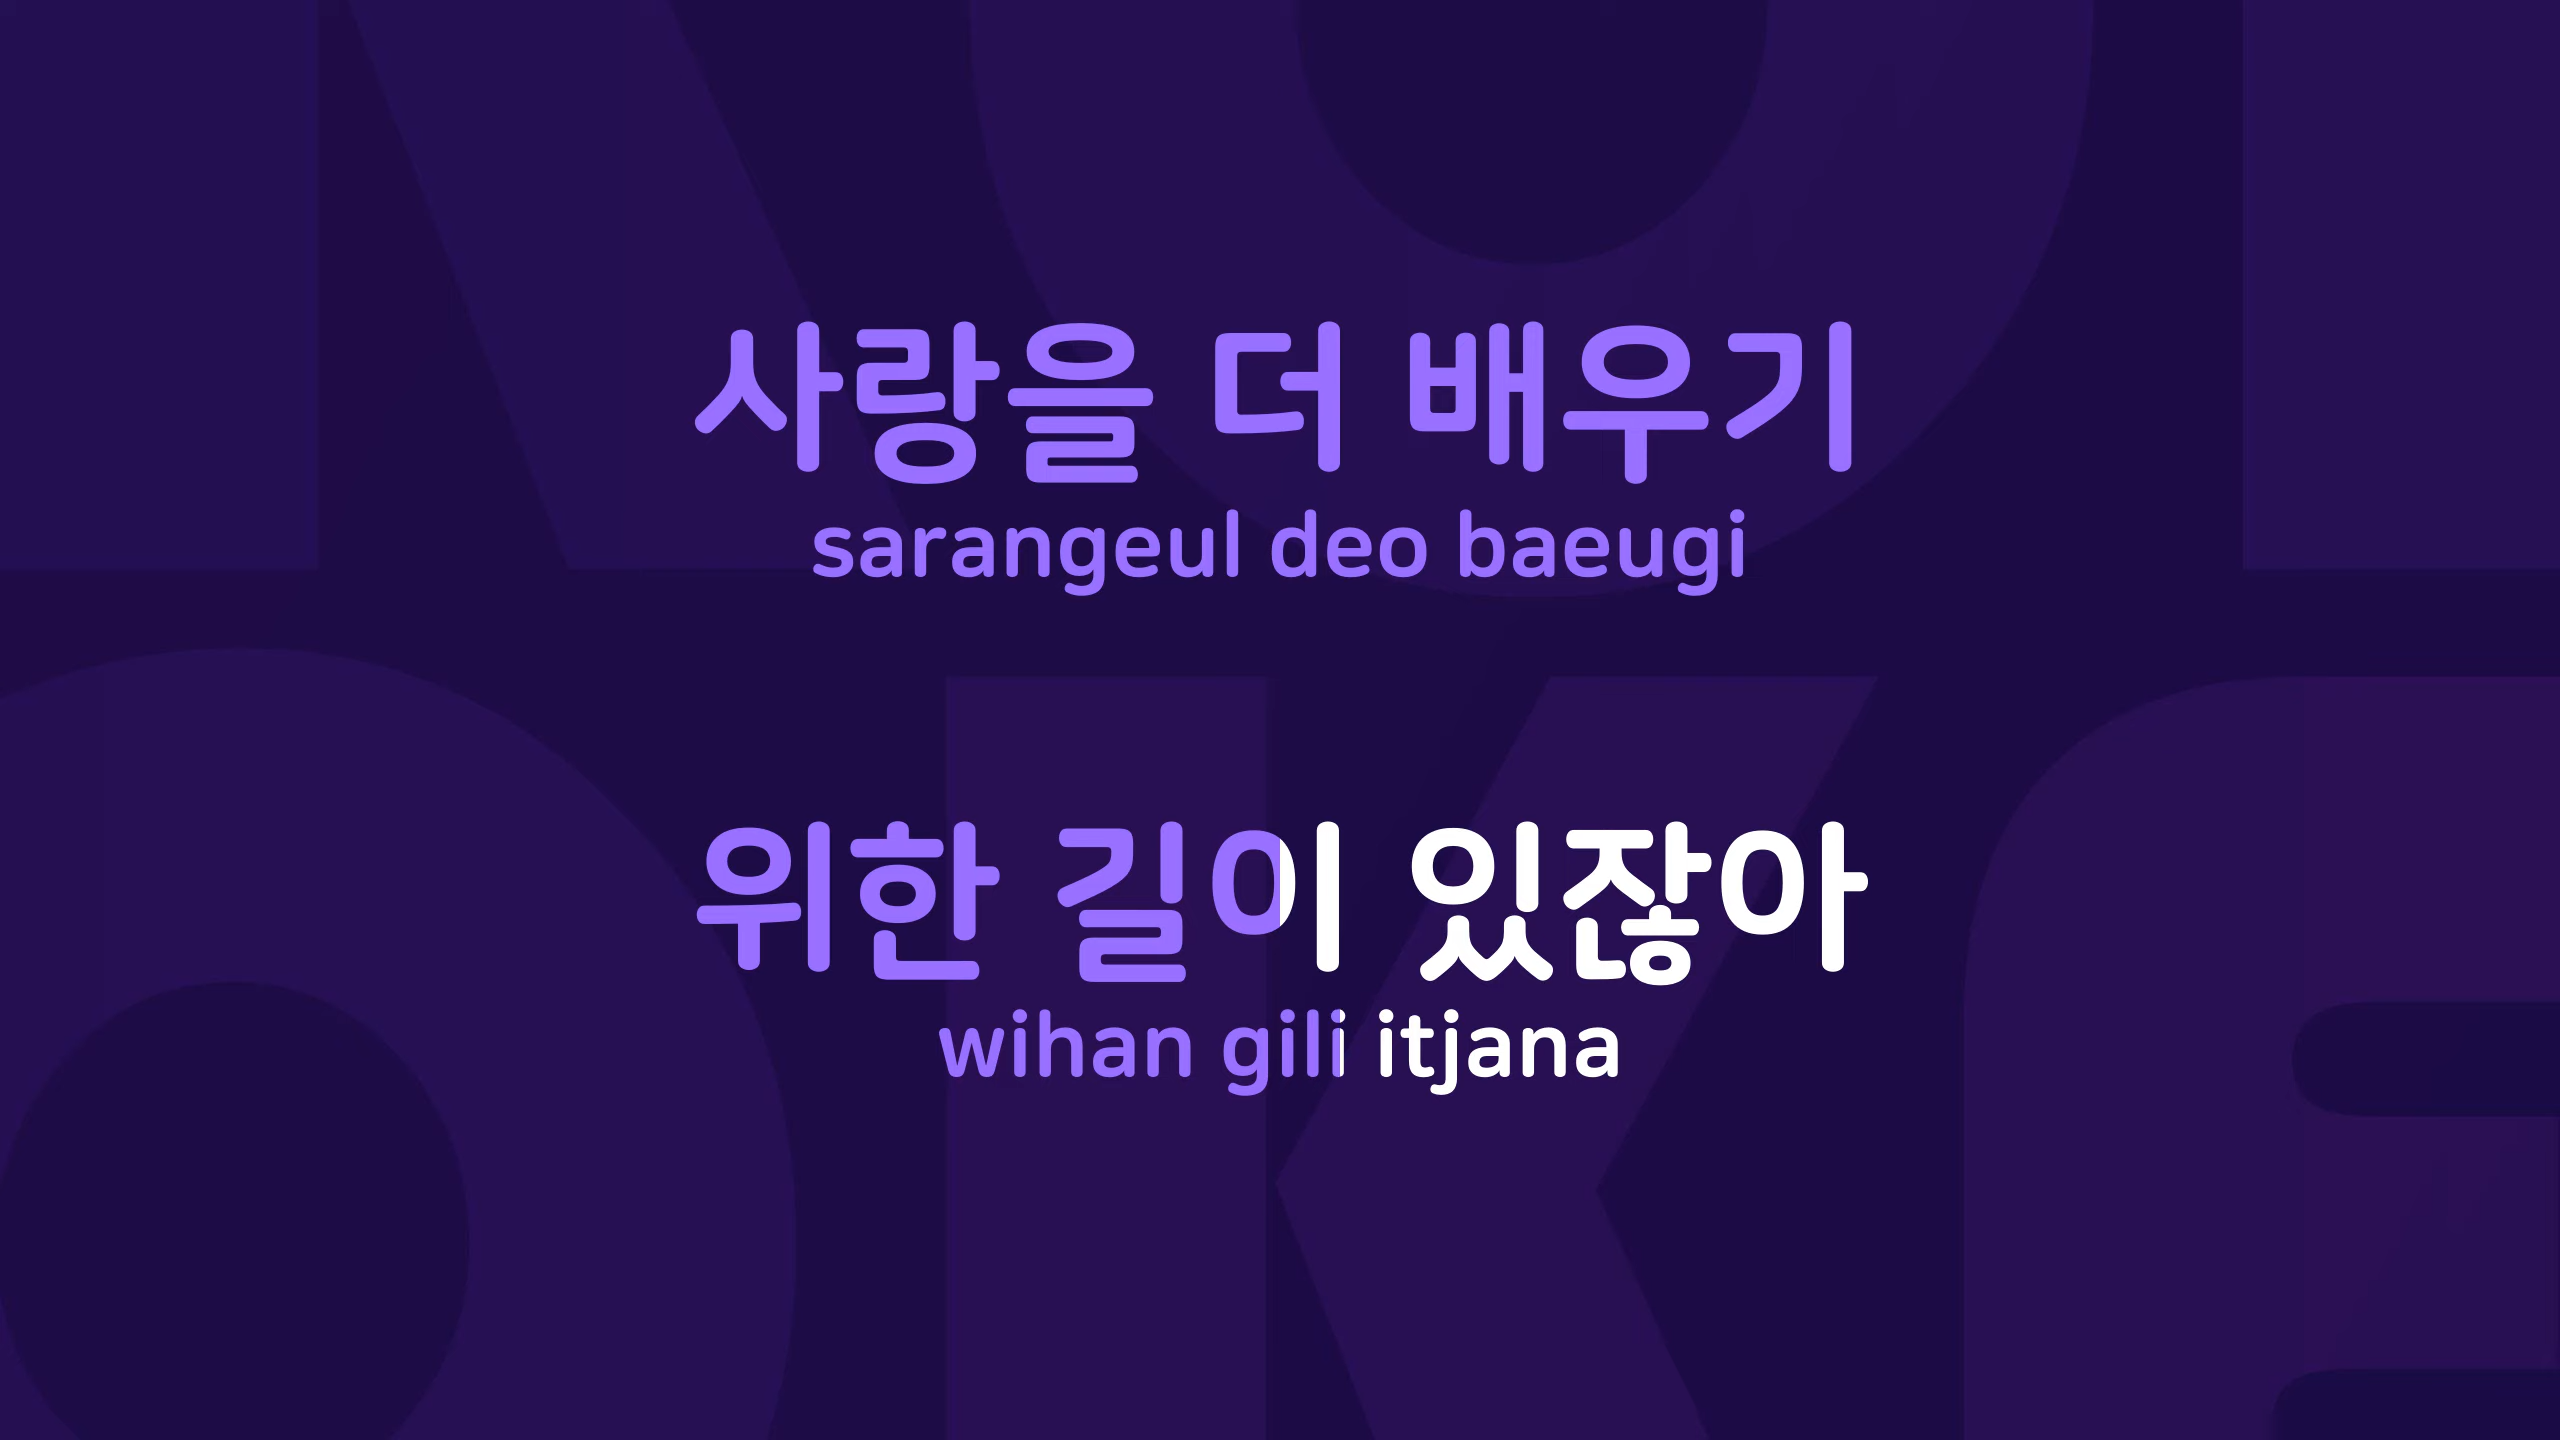 사랑을 더 배우기
sarangeul deo baeugi
위한 길이 있잖아
wihan gili itjana